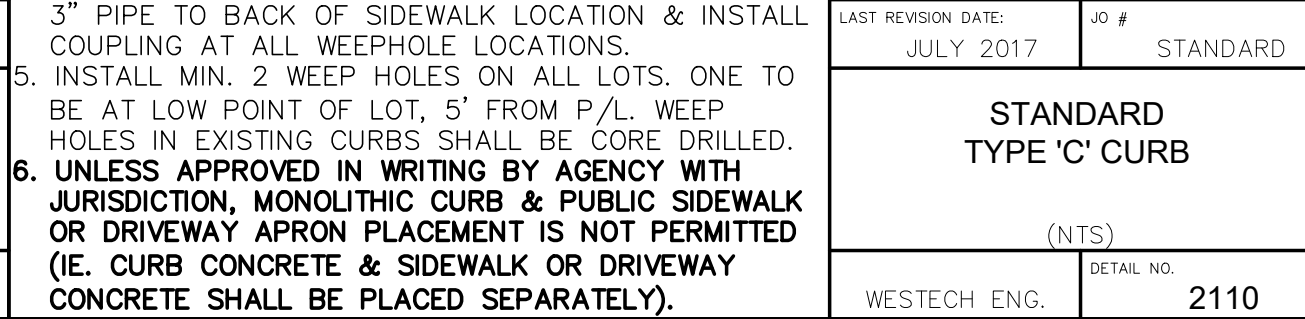 3" PIPE TO BACK OF SIDEWALK LOCATION & INSTALL
COUPLING AT ALL WEEPHOLE LOCATIONS.
5. INSTALL MIN. 2 WEEP HOLES ON ALL LOTS. ONE TO
BE AT LOW POINT OF LOT, 5' FROM P/L. WEEP
HOLES IN EXISTING CURBS SHALL BE CORE DRILLED.
6. UNLESS APPROVED IN WRITING BY AGENCY WITH
JURISDICTION, MONOLITHIC CURB & PUBLIC SIDEWALK
OR DRIVEWAY APRON PLACEMENT IS NOT PERMITTED
(IE. CURB CONCRETE & SIDEWALK OR DRIVEWAY
CONCRETE SHALL BE PLACED SEPARATELY).
LAST REVISION DATE:
JULY 2017
JO #
STANDARD
STANDARD
TYPE 'C' CURB
(NTS)
WESTECH ENG.
DETAIL NO.
2110